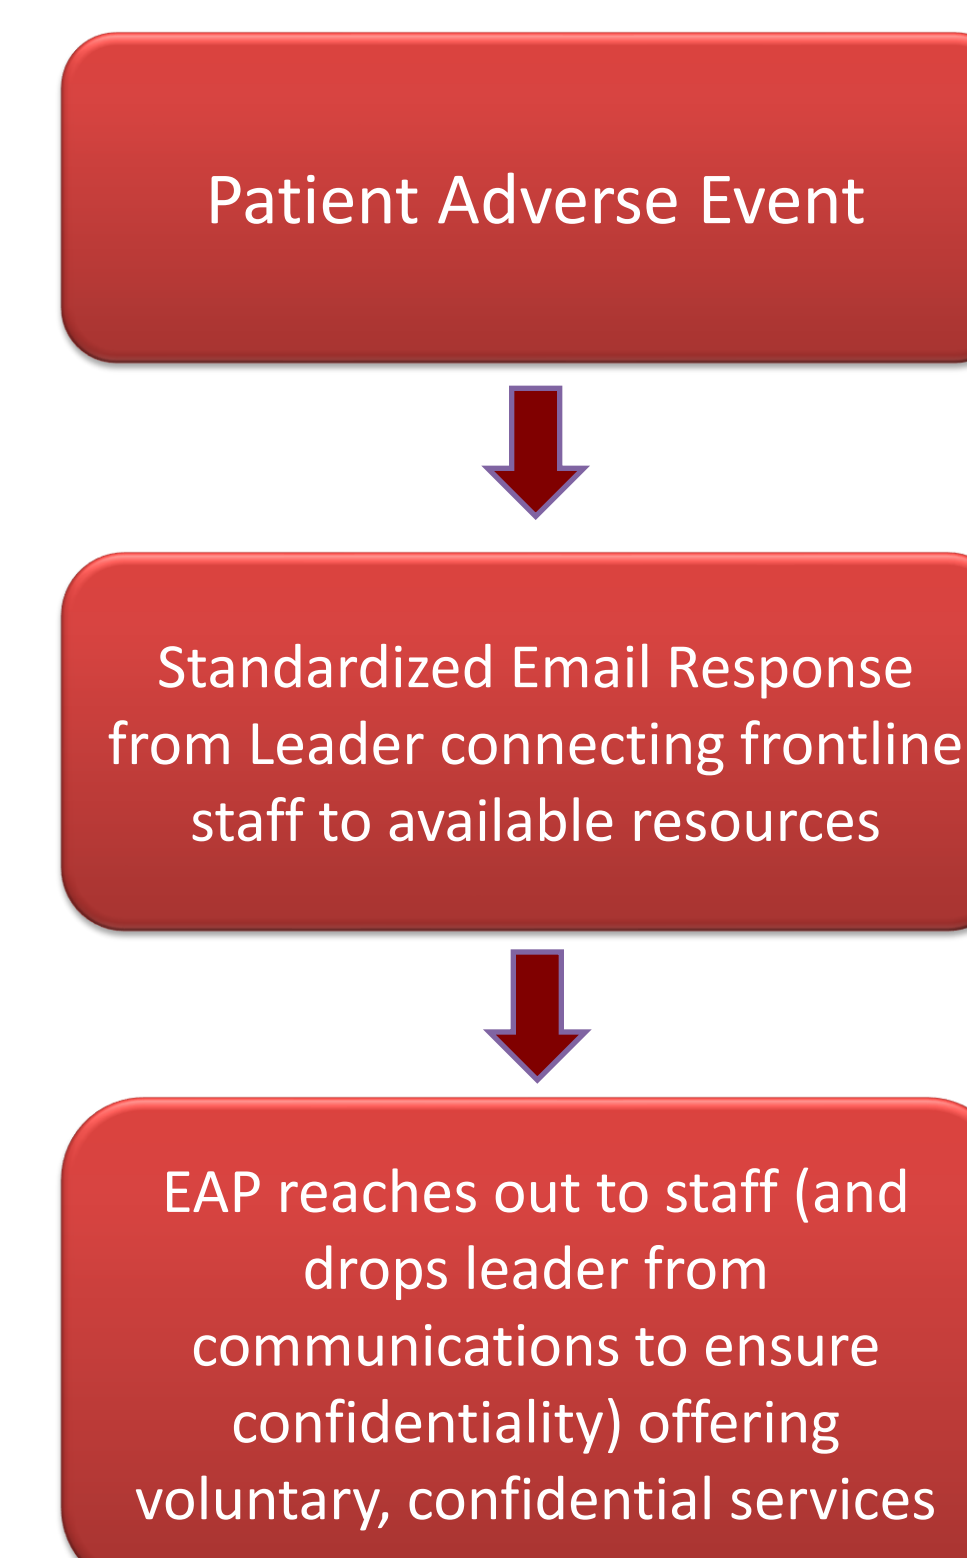 Patient Adverse Event
Standardized Email Response
from Leader connecting frontline
staff to available resources
EAP reaches out to staff (and
drops leader from
communications to ensure
confidentiality) offering
voluntary, confidential services